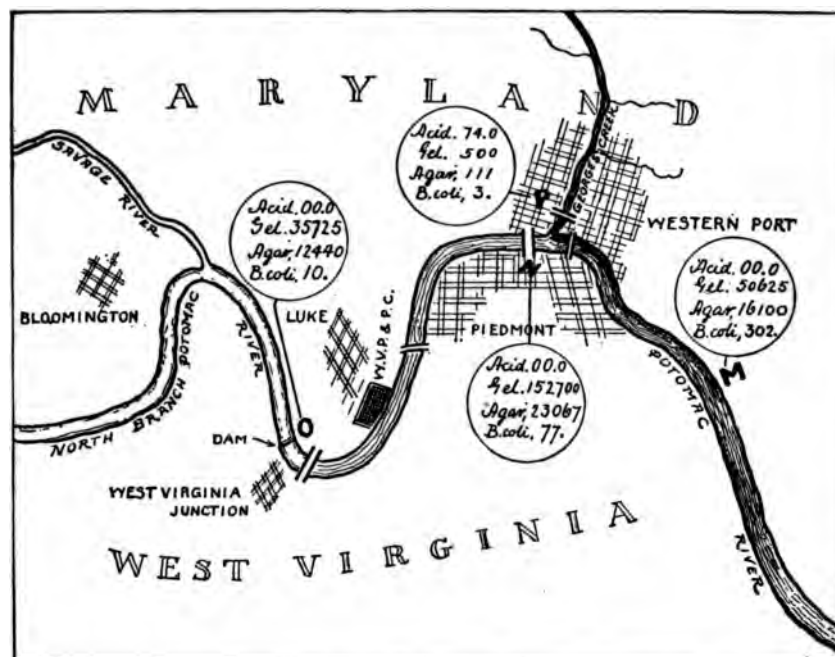 MARYLAND
SAVAGE RIVER
Acid. 74.0
Gel. 500
Agar, 111
B.coli, 3.
GEORGES CREEK
P
Acid. 00.0
Gel. 35725
Agar, 12440
B.coli, 10.
WESTERN PORT
Acid. 00.0
Gel. 50625
Agar, 16100
B.coli, 302.
BLOOMINGTON
LUKE
W.V.P. & P.C.
PIEDMONT
N
M
NORTH BRANCH POTOMAC RIVER
Acid. 00.0
Gel. 152700
Agar, 23067
B.coli, 77.
O
DAM
WEST VIRGINIA
JUNCTION
POTOMAC RIVER
WEST VIRGINIA